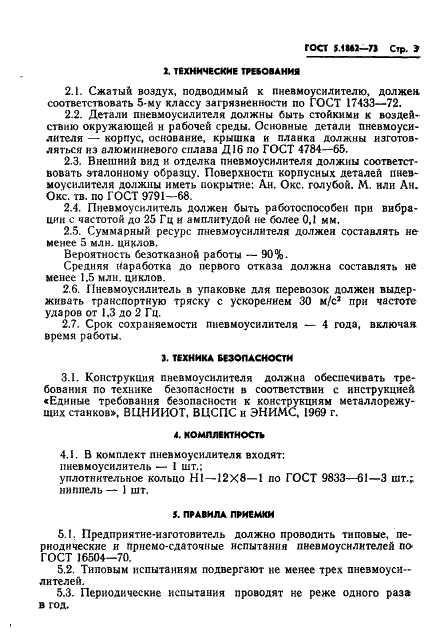 ГОСТ 5.1862—73 Стр. 3
2. ТЕХНИЧЕСКИЕ ТРЕБОВАНИЯ
2.1. Сжатый воздух, подводимый к пневмоусилителю, должен
соответствовать 5-му классу загрязненности по ГОСТ 17433—72.
2.2. Детали пневмоусилителя должны быть стойкими к воздей-
ствию окружающей и рабочей среды. Основные детали пневмоуси-
лителя — корпус, основание, крышка и планка должны изготов-
ляться из алюминиевого сплава Д16 по ГОСТ 4784—65.
2.3. Внешний вид и отделка пневмоусилителя должны соответст-
вовать эталонному образцу. Поверхности корпусных деталей пнев-
моусилителя должны иметь покрытие: Ан. Окс. голубой. М. или Ан.
Окс. тв. по ГОСТ 9791—68.
2.4. Пневмоусилитель должен быть работоспособен при вибра-
ции с частотой до 25 Гц и амплитудой не более 0,1 мм.
2.5. Суммарный ресурс пневмоусилителя должен составлять не
менее 5 млн. циклов.
Вероятность безотказной работы — 90%.
Средняя наработка до первого отказа должна составлять не
менее 1,5 млн. циклов.
2.6. Пневмоусилитель в упаковке для перевозок должен выдер-
живать транспортную тряску с ускорением 30 м/с² при частоте
ударов от 1,3 до 2 Гц.
2.7. Срок сохраняемости пневмоусилителя — 4 года, включая
время работы.
3. ТЕХНИКА БЕЗОПАСНОСТИ
3.1. Конструкция пневмоусилителя должна обеспечивать тре-
бования по технике безопасности в соответствии с инструкцией
«Единые требования безопасности к конструкциям металлорежу-
щих станков», ВЦНИИОТ, ВЦСПС и ЭНИМС, 1969 г.
4. КОМПЛЕКТНОСТЬ
4.1. В комплект пневмоусилителя входят:
пневмоусилитель — 1 шт.;
уплотнительное кольцо Н1—12×8—1 по ГОСТ 9833—61—3 шт.;
ниппель — 1 шт.
5. ПРАВИЛА ПРИЕМКИ
5.1. Предприятие-изготовитель должно проводить типовые, пе-
риодические и приемо-сдаточные испытания пневмоусилителей по
ГОСТ 16504—70.
5.2. Типовым испытаниям подвергают не менее трех пневмоуси-
лителей.
5.3. Периодические испытания проводят не реже одного раза
в год.